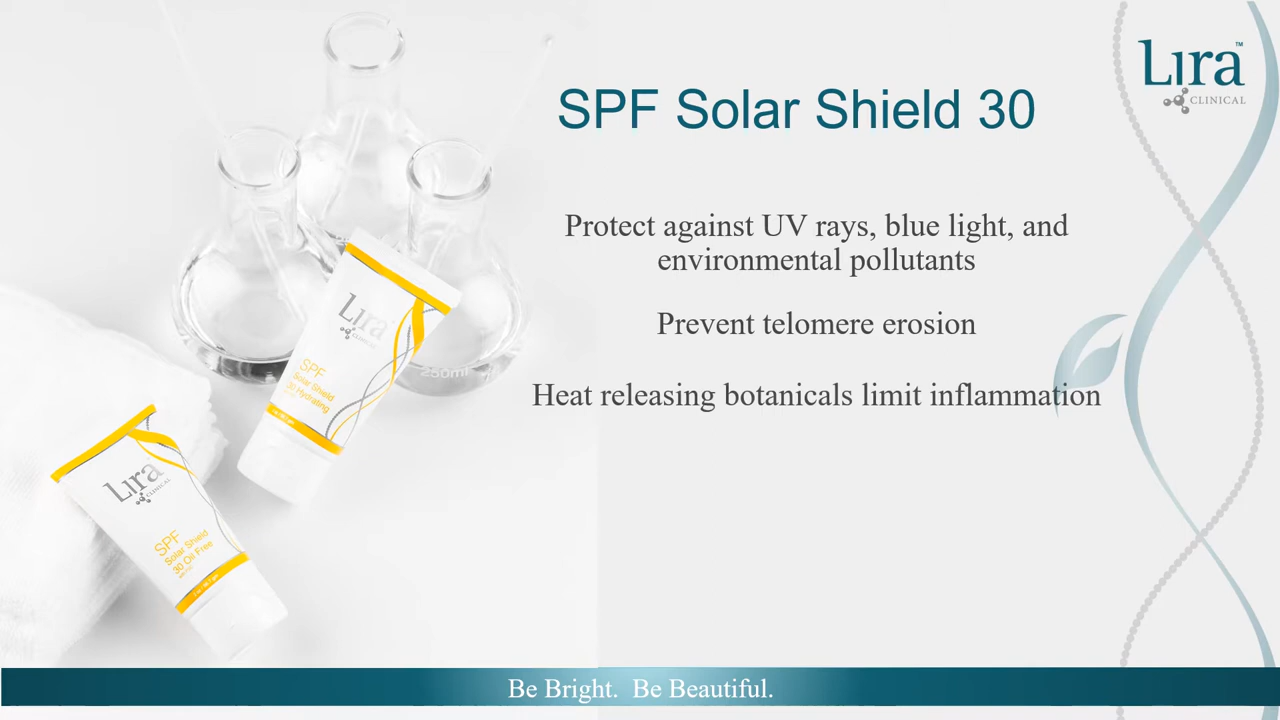 Lira™
CLINICAL
SPF Solar Shield 30
Protect against UV rays, blue light, and
environmental pollutants
Prevent telomere erosion
Heat releasing botanicals limit inflammation
250ml
Lira
CLINICAL
SPF
Solar Shield
30 Hydrating
Lira
CLINICAL
SPF
Solar Shield
30 Oil Free
Be Bright.  Be Beautiful.